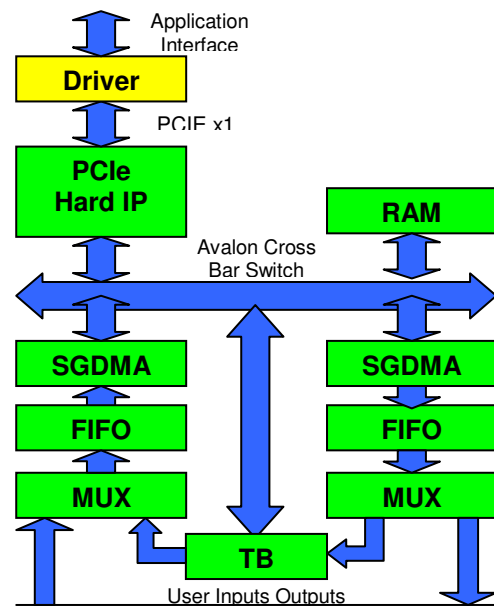 Application
Interface
Driver
PCIE x1
PCIe
Hard IP
RAM
Avalon Cross
Bar Switch
SGDMA
SGDMA
FIFO
FIFO
MUX
MUX
TB
User Inputs Outputs